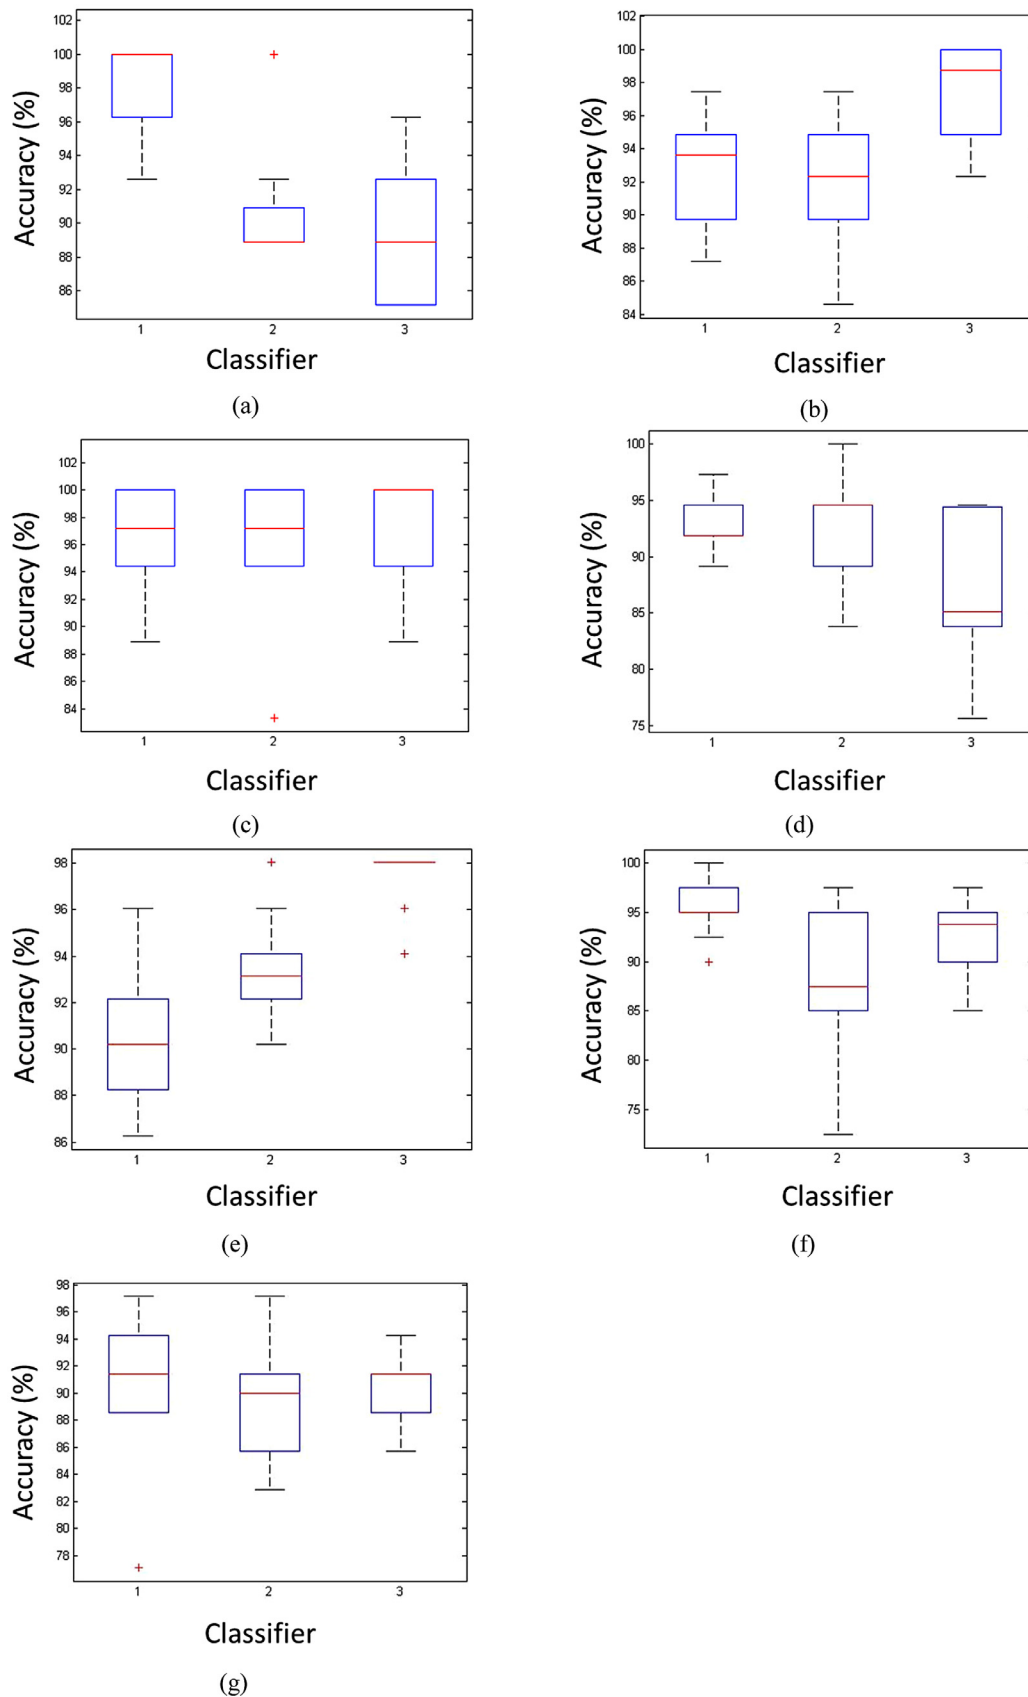 102
100
98
96
94
92
90
88
86
Accuracy (%)
1 2 3
Classifier
(a)
102
100
98
96
94
92
90
88
86
84
Accuracy (%)
1 2 3
Classifier
(b)
102
100
98
96
94
92
90
88
86
84
Accuracy (%)
1 2 3
Classifier
(c)
100
95
90
85
80
75
Accuracy (%)
1 2 3
Classifier
(d)
98
96
94
92
90
88
86
Accuracy (%)
1 2 3
Classifier
(e)
100
95
90
85
80
75
Accuracy (%)
1 2 3
Classifier
(f)
98
96
94
92
90
88
86
84
82
80
78
Accuracy (%)
1 2 3
Classifier
(g)